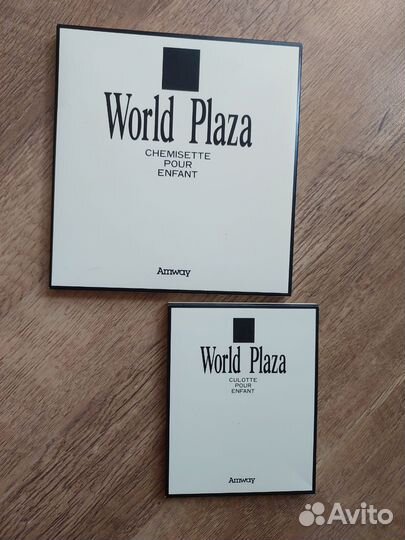 World Plaza
CHEMISETTE
POUR
ENFANT
Amway
World Plaza
CULOTTE
POUR
ENFANT
Amway
Avito